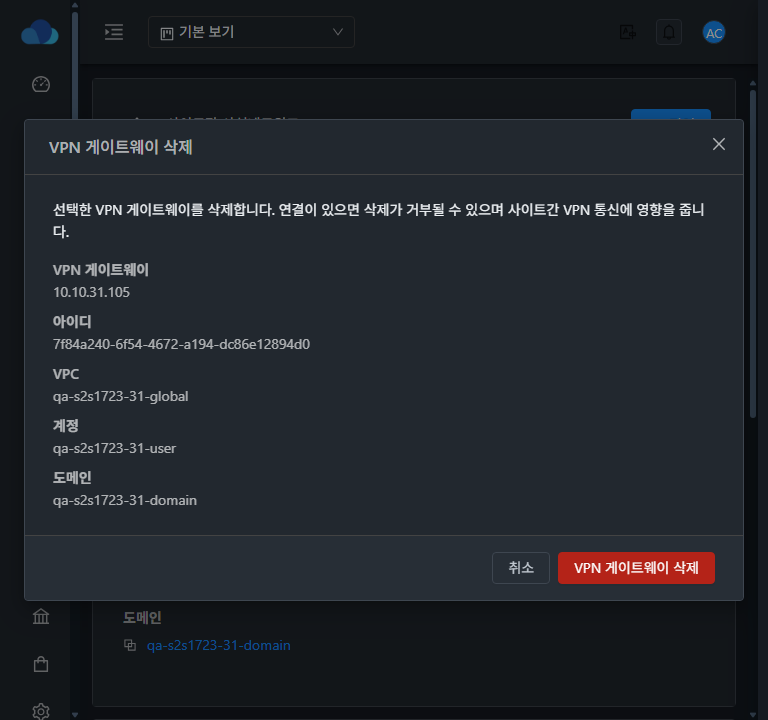 기본 보기
AC
VPN 게이트웨이 삭제
선택한 VPN 게이트웨이를 삭제합니다. 연결이 있으면 삭제가 거부될 수 있으며 사이트간 VPN 통신에 영향을 줍니
다.
VPN 게이트웨이
10.10.31.105
아이디
7f84a240-6f54-4672-a194-dc86e12894d0
VPC
qa-s2s1723-31-global
계정
qa-s2s1723-31-user
도메인
qa-s2s1723-31-domain
취소
VPN 게이트웨이 삭제
도메인
qa-s2s1723-31-domain